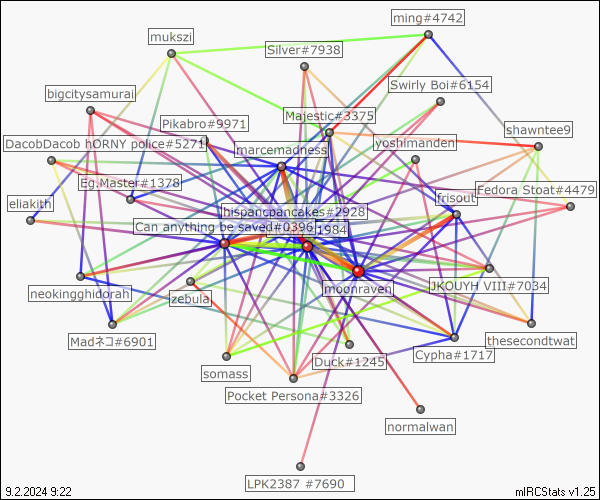 ming#4742
mukszi
Silver#7938
Swirly Boi#6154
bigcitysamurai
Majestic#3375
Pikabro#9971
shawntee9
DacobDacob hORNY police#5271
yoshimanden
marcemadness
Eg.Master#1378
Fedora Stoat#4479
frisout
eliakith
hispancpancakes#2928
Can anything be saved#0396
1984
JKOUYH VIII#7034
moonraven
neokingghidorah
zebula
Madネコ#6901
thesecondtwat
Cypha#1717
Duck#1245
somass
Pocket Persona#3326
normalwan
LPK2387 #7690
9.2.2024 9:22
mIRCStats v1.25